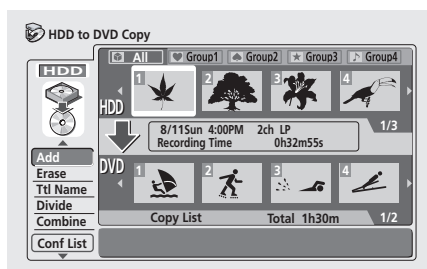 HDD to DVD Copy
All Group1 Group2 Group3 Group4
HDD
1 2 3 4
HDD
8/11Sun 4:00PM 2ch LP 1/3
Recording Time 0h32m55s
Add
DVD
1 2 3 4
Erase
Ttl Name
Divide
Combine
Copy List Total 1h30m 1/2
Conf List